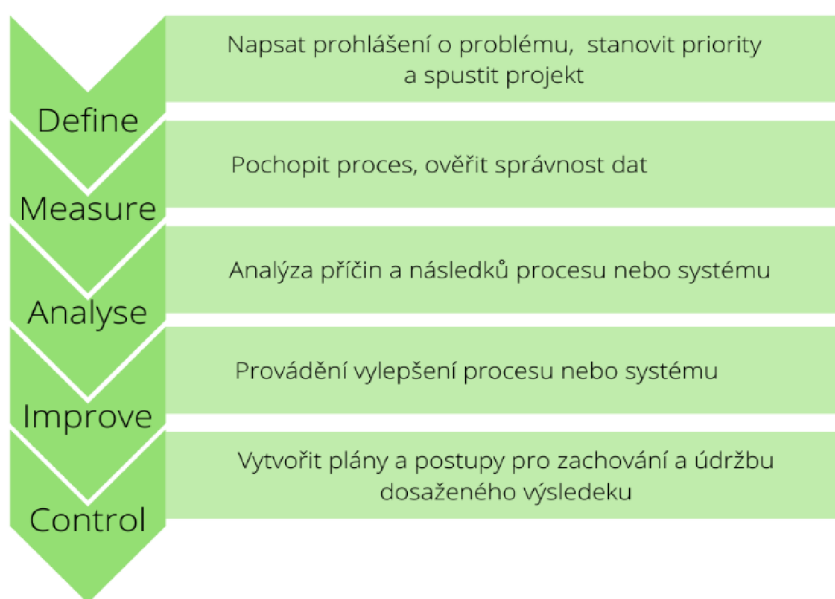 Define
Napsat prohlášení o problému, stanovit priority
a spustit projekt
Measure
Pochopit proces, ověřit správnost dat
Analyse
Analýza příčin a následků procesu nebo systému
Improve
Provádění vylepšení procesu nebo systému
Control
Vytvořit plány a postupy pro zachování a údržbu
dosaženého výsledeku